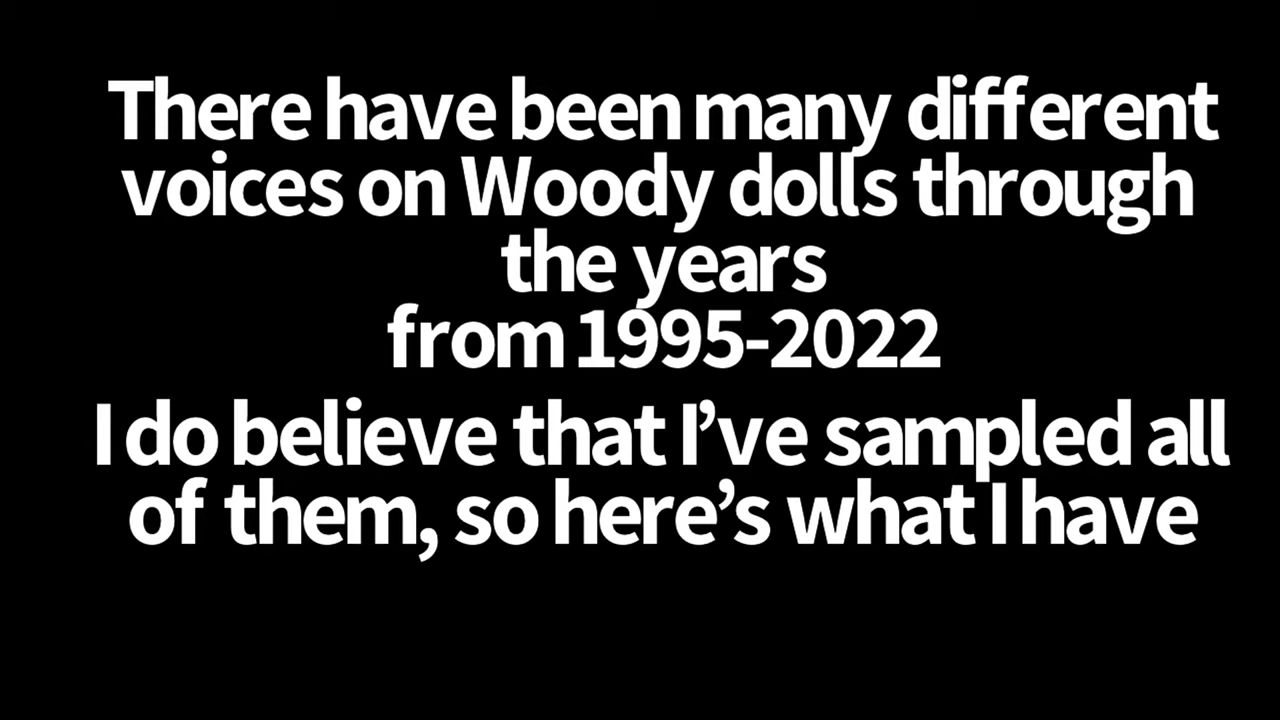 There have been many different
voices on Woody dolls through
the years
from 1995-2022
I do believe that I’ve sampled all
of them, so here’s what I have